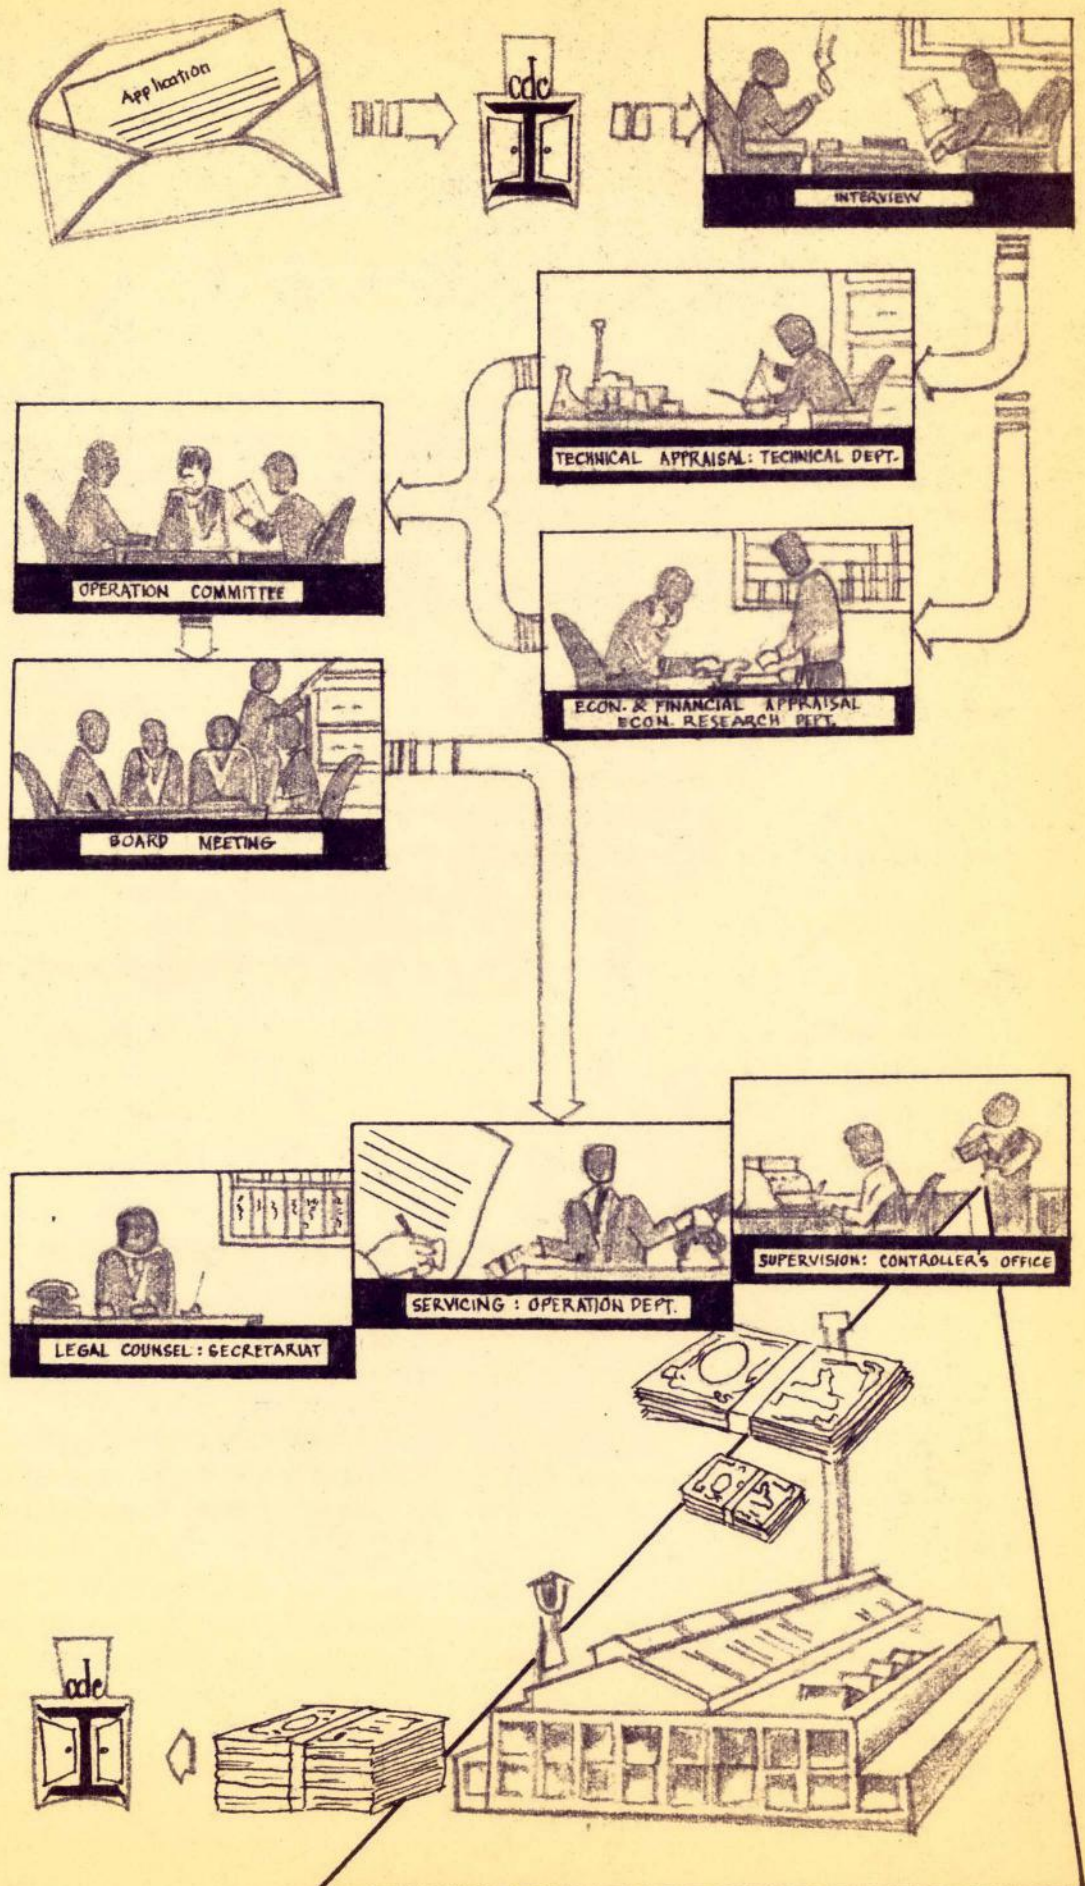 Application
cdc
INTERVIEW
TECHNICAL APPRAISAL: TECHNICAL DEPT.
OPERATION COMMITTEE
ECON. & FINANCIAL APPRAISAL
ECON. RESEARCH DEPT.
BOARD MEETING
SUPERVISION: CONTROLLER'S OFFICE
SERVICING : OPERATION DEPT.
LEGAL COUNSEL : SECRETARIAT
cdc